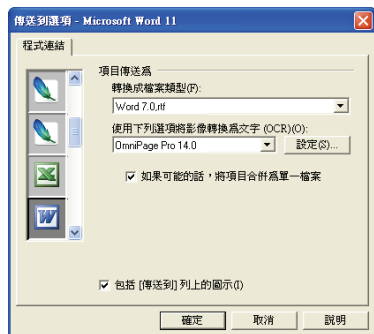 傳送到選項 - Microsoft Word 11
程式連結
項目傳送為
轉換成檔案類型(F):
Word 7.0,rtf
使用下列選項將影像轉換為文字 (OCR)(O):
OmniPage Pro 14.0
設定(S)...
如果可能的話，將項目合併為單一檔案
包括 [傳送到] 列上的圖示(I)
確定
取消
說明